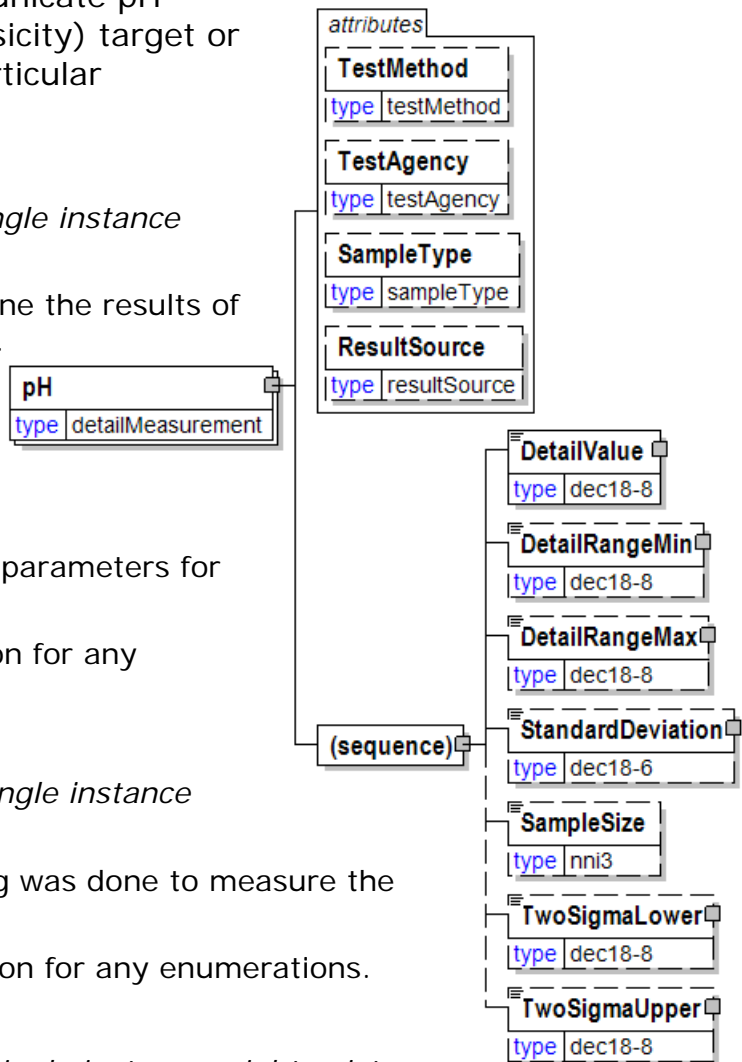 pH
sicity) target or
rticular
ngle instance
ne the results of
parameters for
on for any
ngle instance
g was done to measure the
on for any enumerations.
pH
type detailMeasurement
attributes
TestMethod
type testMethod
TestAgency
type testAgency
SampleType
type sampleType
ResultSource
type resultSource
(sequence)
DetailValue
type dec18-8
DetailRangeMin
type dec18-8
DetailRangeMax
type dec18-8
StandardDeviation
type dec18-6
SampleSize
type nni3
TwoSigmaLower
type dec18-8
TwoSigmaUpper
type dec18-8